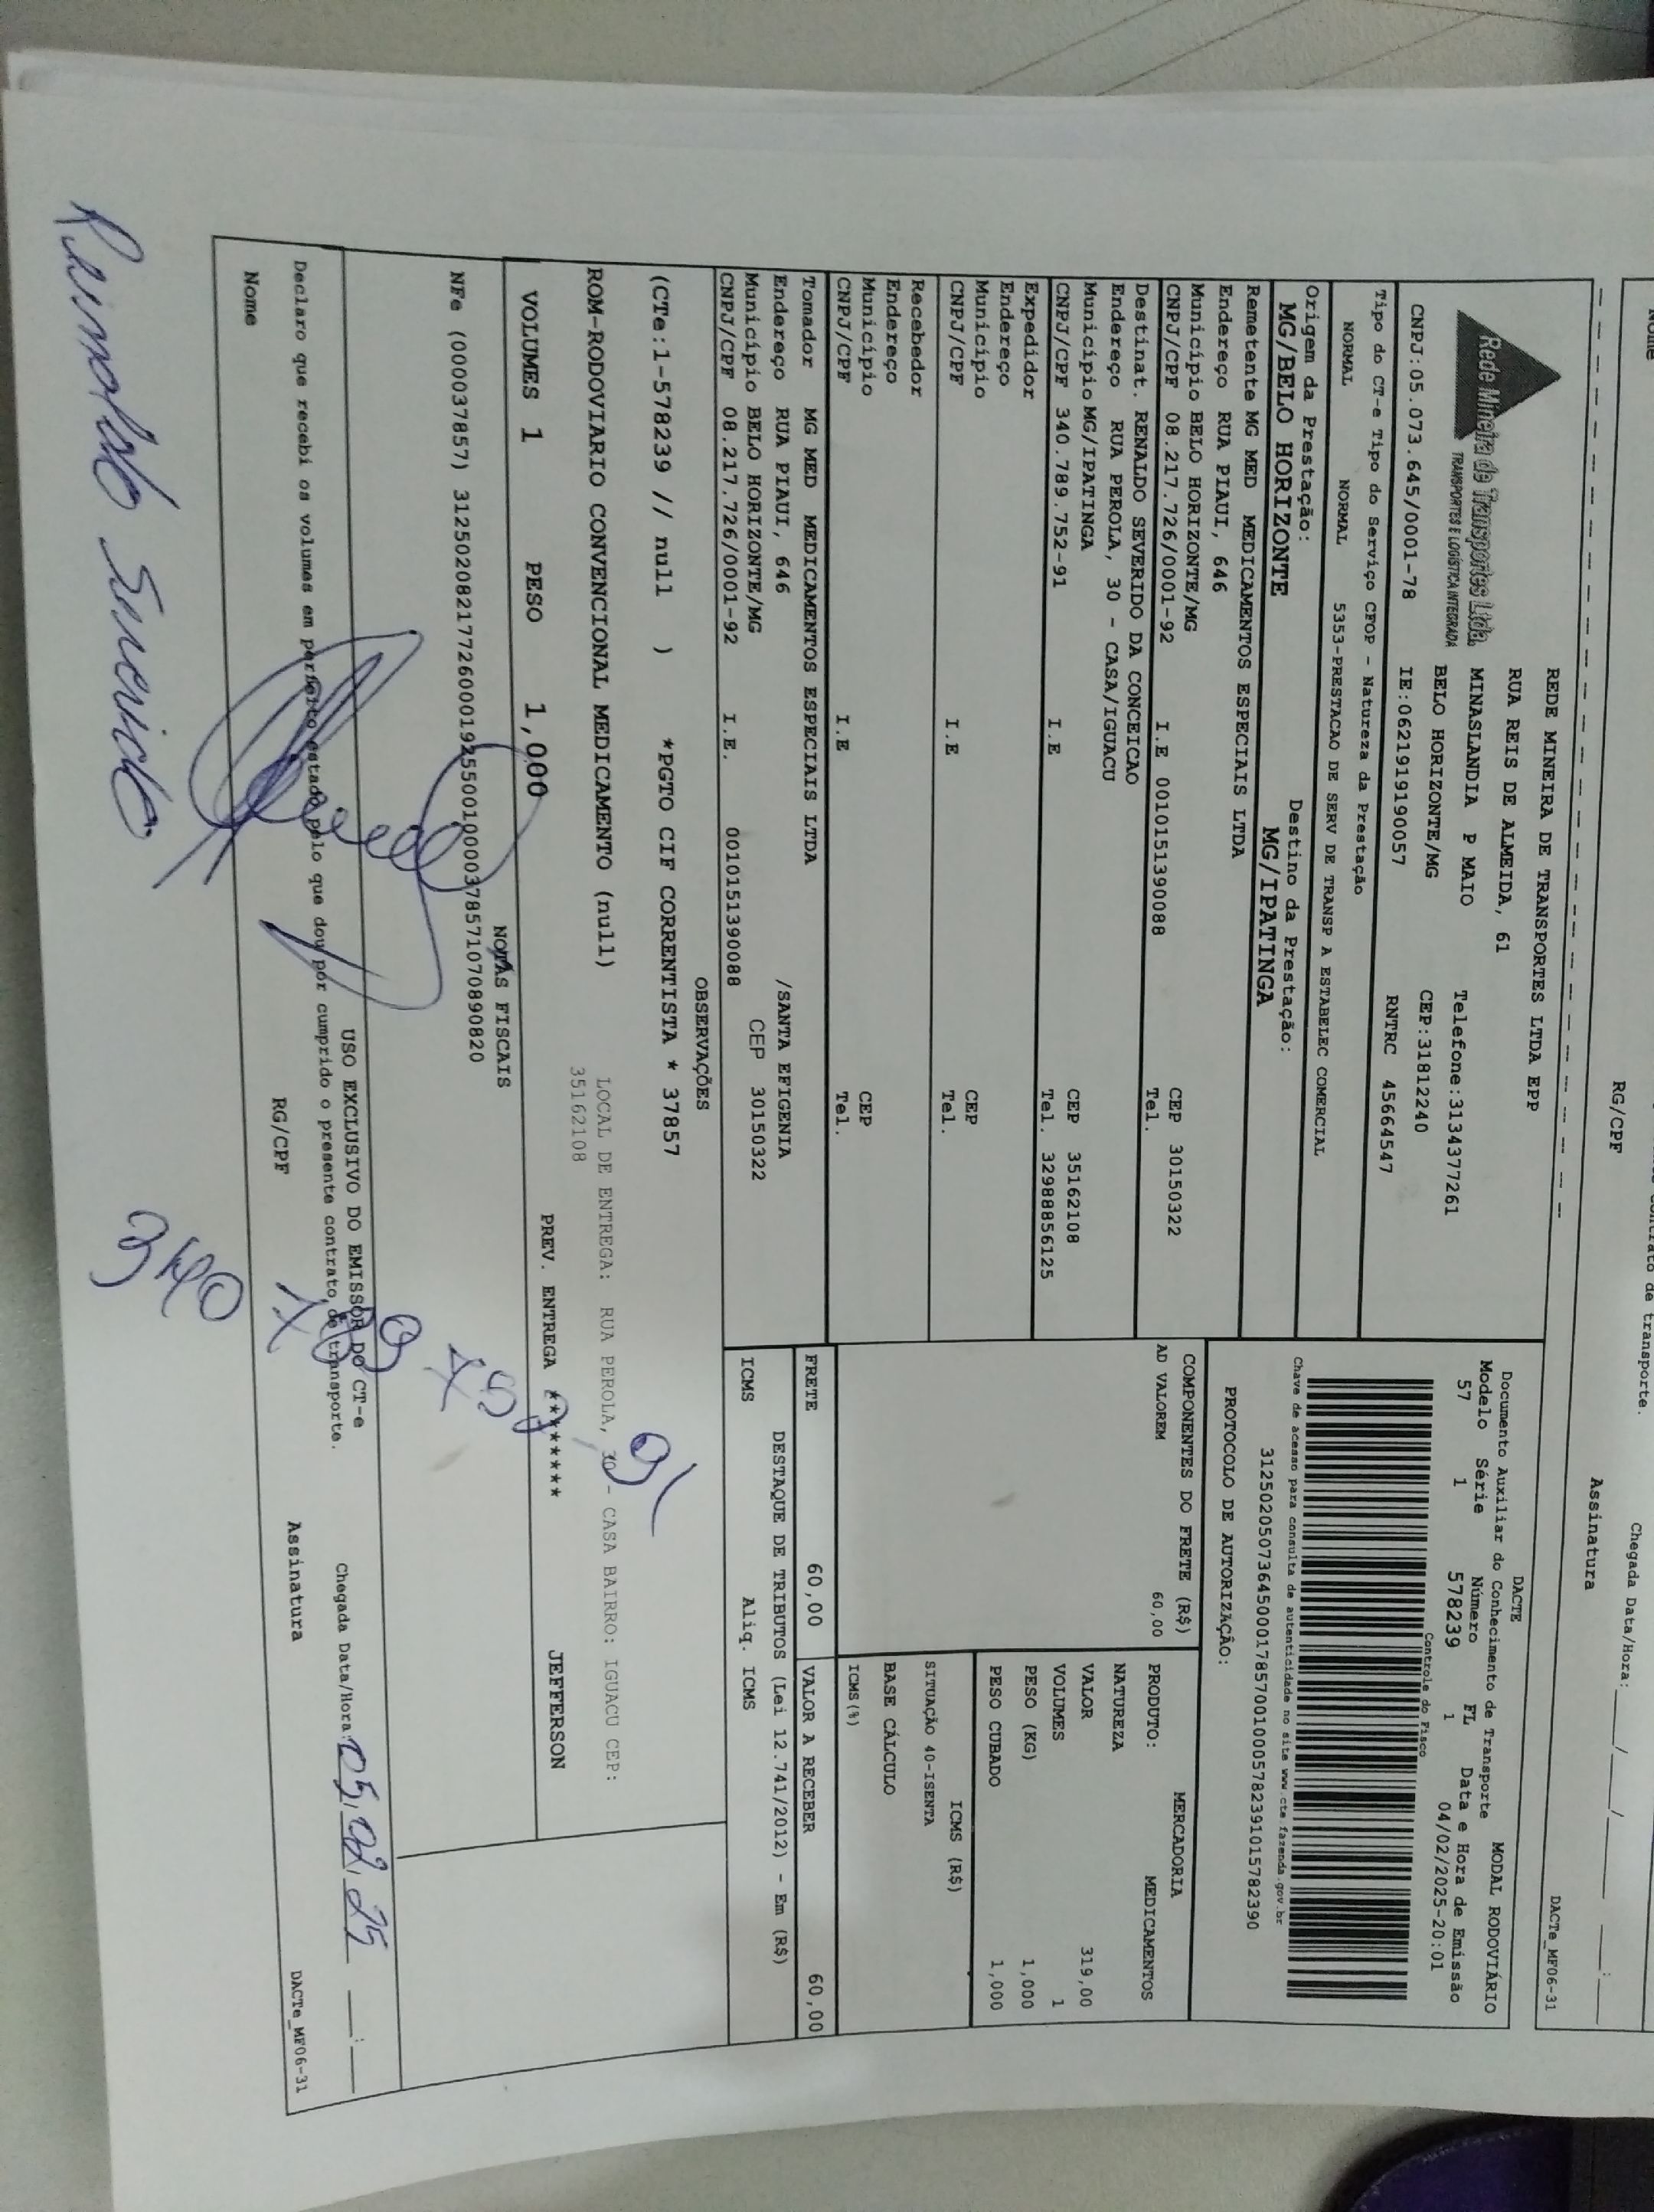 Nome
RG/CPF
contrato de transporte.
Chegada Data/Hora:____/____/____ ____:____
Assinatura
DACTe_MF06-31
Rede Mineira de Transportes Ltda.
TRANSPORTES E LOGÍSTICA INTEGRADA
REDE MINEIRA DE TRANSPORTES LTDA EPP
RUA REIS DE ALMEIDA, 61
MINASLANDIA P MAIO Telefone:3134377261
BELO HORIZONTE/MG CEP:31812240
CNPJ:05.073.645/0001-78 IE:0621919190057 RNTRC 45664547
DACTE
Documento Auxiliar do Conhecimento de Transporte MODAL RODOVIÁRIO
Modelo Série Número FL Data e Hora de Emissão
57 1 578239 1 04/02/2025-20:01
Controle do Fisco
Chave de acesso para consulta de autenticidade no site www.cte.fazenda.gov.br
31250205073645000178570010005782391015782390
PROTOCOLO DE AUTORIZAÇÃO:
Tipo do CT-e Tipo do Serviço CFOP - Natureza da Prestação
NORMAL NORMAL 5353-PRESTACAO DE SERV DE TRANSP A ESTABELEC COMERCIAL
Origem da Prestação: Destino da Prestação:
MG/BELO HORIZONTE MG/IPATINGA
Remetente MG MED MEDICAMENTOS ESPECIAIS LTDA
Endereço RUA PIAUI, 646
Município BELO HORIZONTE/MG CEP 30150322
CNPJ/CPF 08.217.726/0001-92 I.E 0010151390088 Tel.
Destinat. RENALDO SEVERIDO DA CONCEICAO
Endereço RUA PEROLA, 30 - CASA/IGUACU
Município MG/IPATINGA CEP 35162108
CNPJ/CPF 340.789.752-91 I.E Tel. 32988856125
Expedidor
Endereço
Município CEP
CNPJ/CPF I.E Tel.
Recebedor
Endereço
Município CEP
CNPJ/CPF I.E Tel.
Tomador MG MED MEDICAMENTOS ESPECIAIS LTDA
Endereço RUA PIAUI, 646 /SANTA EFIGENIA
Município BELO HORIZONTE/MG CEP 30150322
CNPJ/CPF 08.217.726/0001-92 I.E. 0010151390088
COMPONENTES DO FRETE (R$)
AD VALOREM 60,00
MERCADORIA
PRODUTO: MEDICAMENTOS
NATUREZA
VALOR 319,00
VOLUMES 1
PESO (KG) 1,000
PESO CUBADO 1,000
ICMS (R$)
SITUAÇÃO 40-ISENTA
BASE CÁLCULO
ICMS(%)
FRETE 60,00 VALOR A RECEBER 60,00
DESTAQUE DE TRIBUTOS (Lei 12.741/2012) - Em (R$)
ICMS Aliq. ICMS
OBSERVAÇÕES
(CTe:1-578239 // null ) *PGTO CIF CORRENTISTA * 37857
ROM-RODOVIARIO CONVENCIONAL MEDICAMENTO (null) LOCAL DE ENTREGA: RUA PEROLA, 30 - CASA BAIRRO: IGUACU CEP:
35162108
VOLUMES 1 PESO 1,000 PREV. ENTREGA ******** JEFFERSON
NOTAS FISCAIS
NFe (000037857) 31250208217726000192550010000378571070890820
USO EXCLUSIVO DO EMISSOR DO CT-e
Declaro que recebi os volumes em perfeito estado pelo que dou por cumprido o presente contrato de transporte.
Chegada Data/Hora 05/02/25 ____:____
Nome RG/CPF Assinatura
DACTe_MF06-31
340 789 752 91